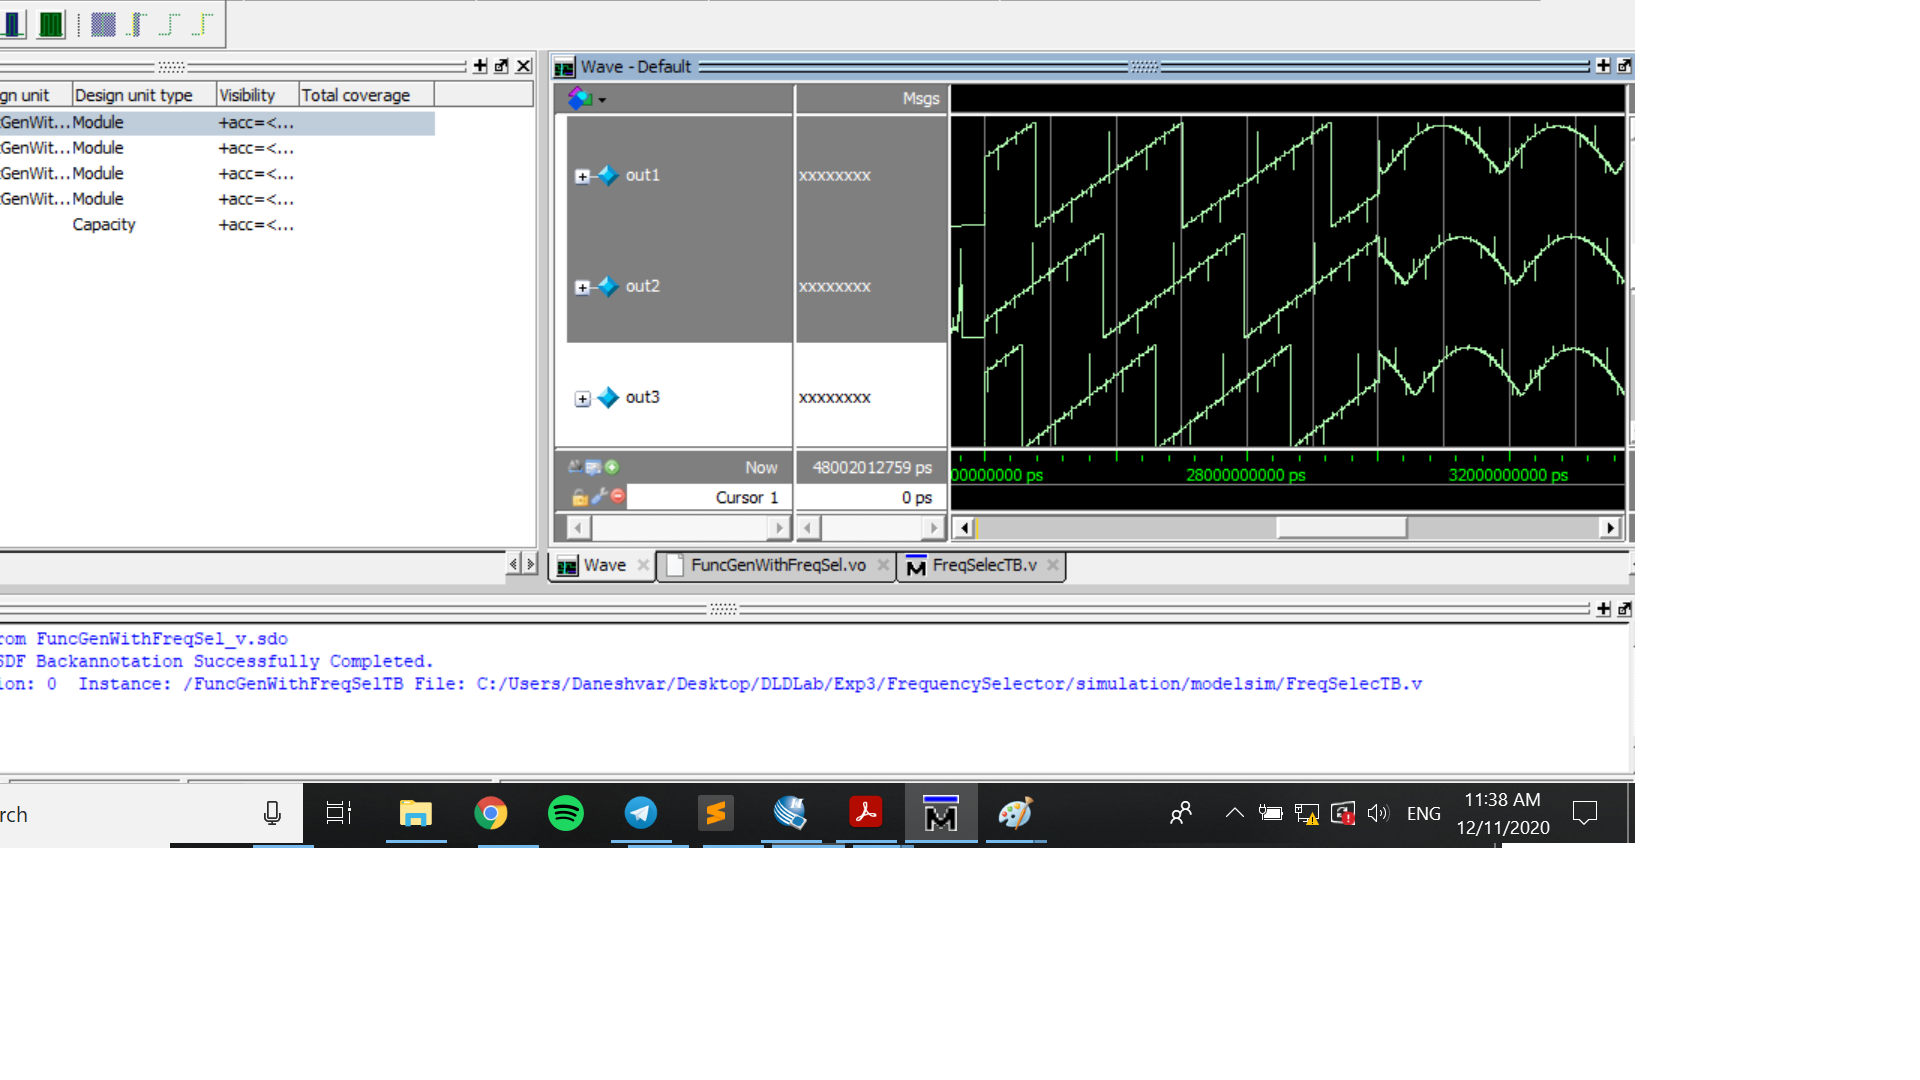 Wave - Default
gn unit Design unit type Visibility Total coverage
:GenWit... Module +acc=<...
:GenWit... Module +acc=<...
:GenWit... Module +acc=<...
:GenWit... Module +acc=<...
Capacity +acc=<...
Msgs
out1 xxxxxxxx
out2 xxxxxxxx
out3 xxxxxxxx
Now 48002012759 ps 00000000 ps 28000000000 ps 32000000000 ps
Cursor 1 0 ps
Wave FuncGenWithFreqSel.vo FreqSelecTB.v
rom FuncGenWithFreqSel_v.sdo
SDF Backannotation Successfully Completed.
ion: 0 Instance: /FuncGenWithFreqSelTB File: C:/Users/Daneshvar/Desktop/DLDLab/Exp3/FrequencySelector/simulation/modelsim/FreqSelecTB.v
rch
ENG
11:38 AM
12/11/2020